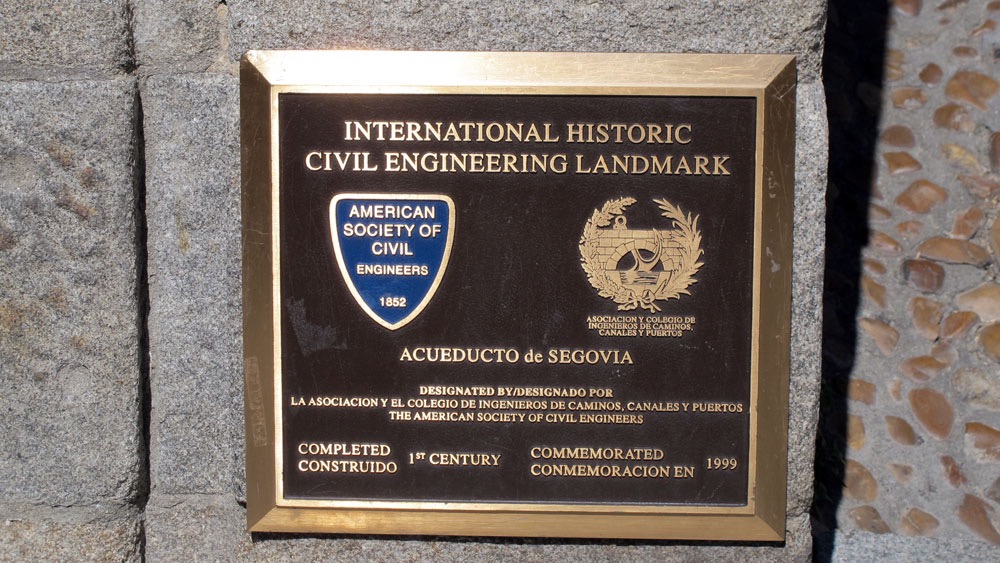 INTERNATIONAL HISTORIC
CIVIL ENGINEERING LANDMARK
AMERICAN
SOCIETY OF
CIVIL
ENGINEERS
1852
ASOCIACION Y COLEGIO DE
INGENIEROS DE CAMINOS,
CANALES Y PUERTOS
ACUEDUCTO de SEGOVIA
DESIGNATED BY/DESIGNADO POR
LA ASOCIACION Y EL COLEGIO DE INGENIEROS DE CAMINOS, CANALES Y PUERTOS
THE AMERICAN SOCIETY OF CIVIL ENGINEERS
COMPLETED
CONSTRUIDO
1ST CENTURY
COMMEMORATED
CONMEMORACION EN
1999